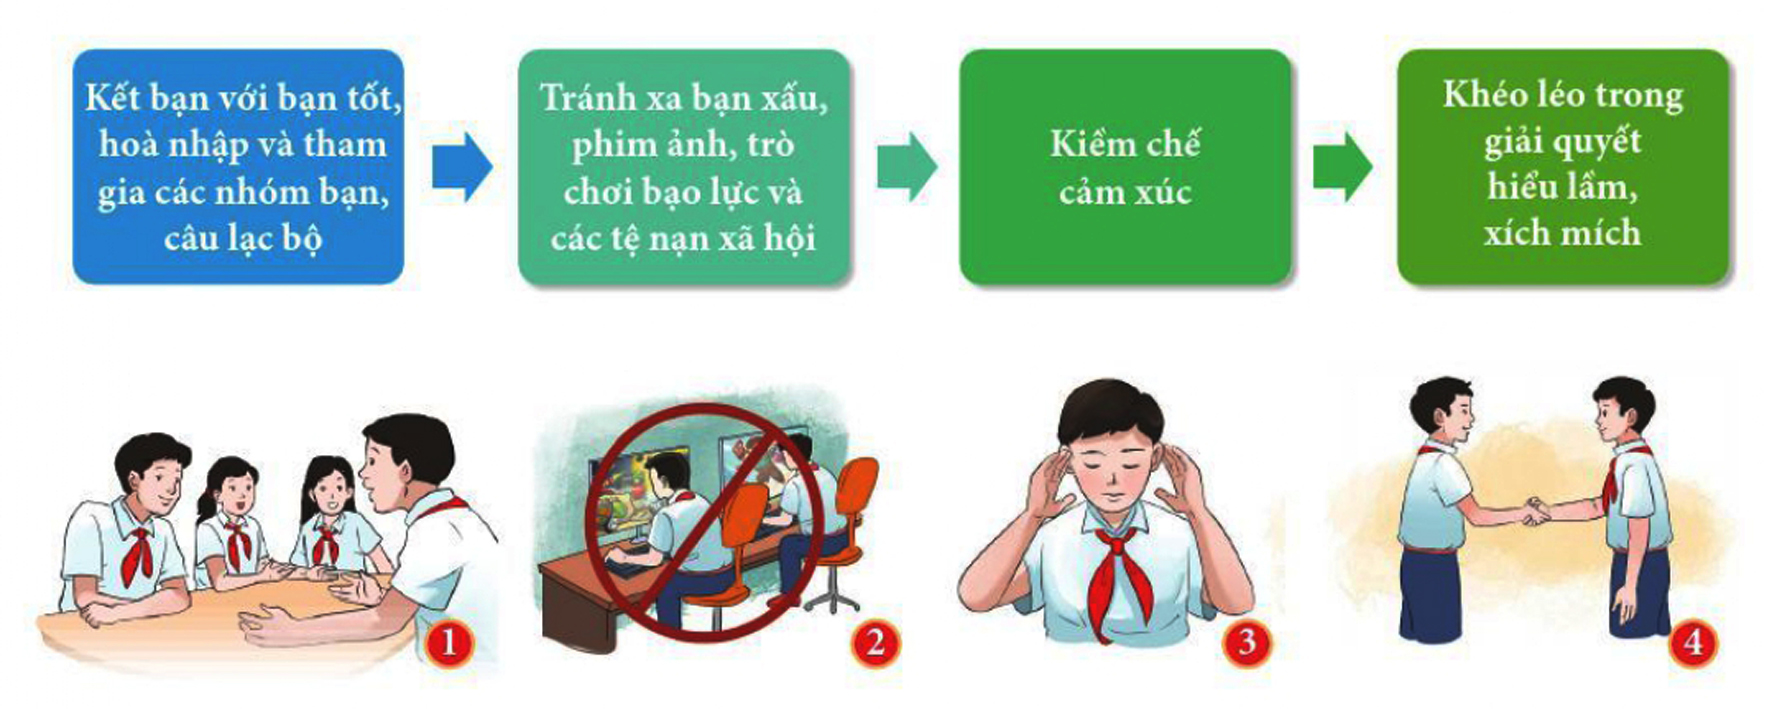 Kết bạn với bạn tốt,
hoà nhập và tham
gia các nhóm bạn,
câu lạc bộ
Tránh xa bạn xấu,
phim ảnh, trò
chơi bạo lực và
các tệ nạn xã hội
Kiềm chế
cảm xúc
Khéo léo trong
giải quyết
hiểu lầm,
xích mích
1
2
3
4